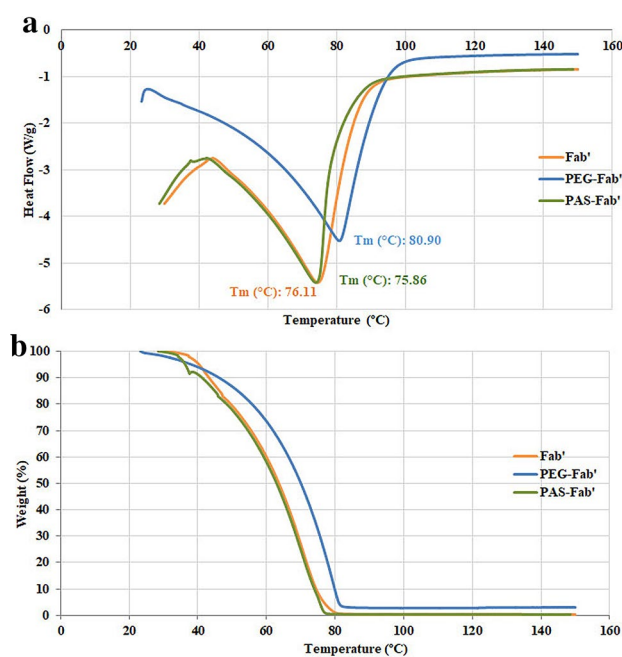 a
0
0 20 40 60 80 100 120 140 160
-1
-2
-3
-4
-5
-6
Heat Flow (W/g)
Fab'
PEG-Fab'
PAS-Fab'
Tm (°C): 80.90
Tm (°C): 75.86
Tm (°C): 76.11
Temperature (°C)
b
100
90
80
70
60
50
40
30
20
10
0
Weight (%)
Fab'
PEG-Fab'
PAS-Fab'
0 20 40 60 80 100 120 140 160
Temperature (°C)